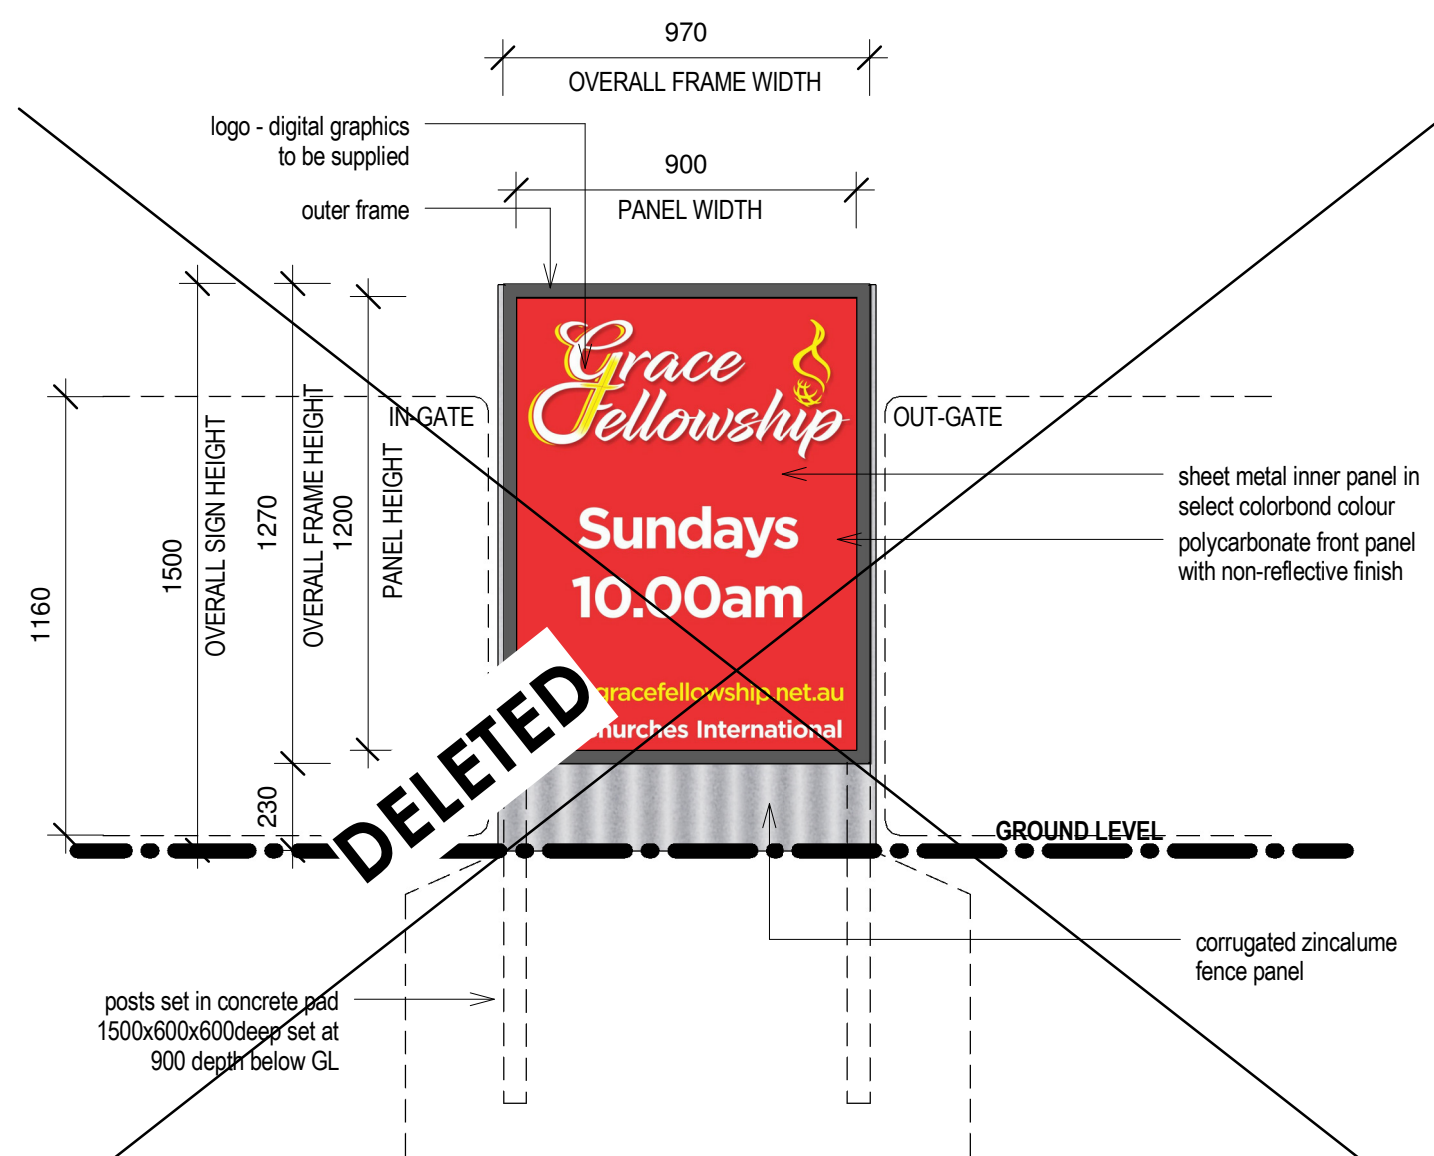 970
OVERALL FRAME WIDTH
logo - digital graphics
to be supplied
900
PANEL WIDTH
outer frame
Grace
Fellowship
IN-GATE
OUT-GATE
sheet metal inner panel in
select colorbond colour
polycarbonate front panel
with non-reflective finish
Sundays
10.00am
gracefellowship.net.au
hurches International
1160
1500
OVERALL SIGN HEIGHT
1270
OVERALL FRAME HEIGHT
1200
PANEL HEIGHT
230
DELETED
GROUND LEVEL
corrugated zincalume
fence panel
posts set in concrete pad
1500x600x600deep set at
900 depth below GL